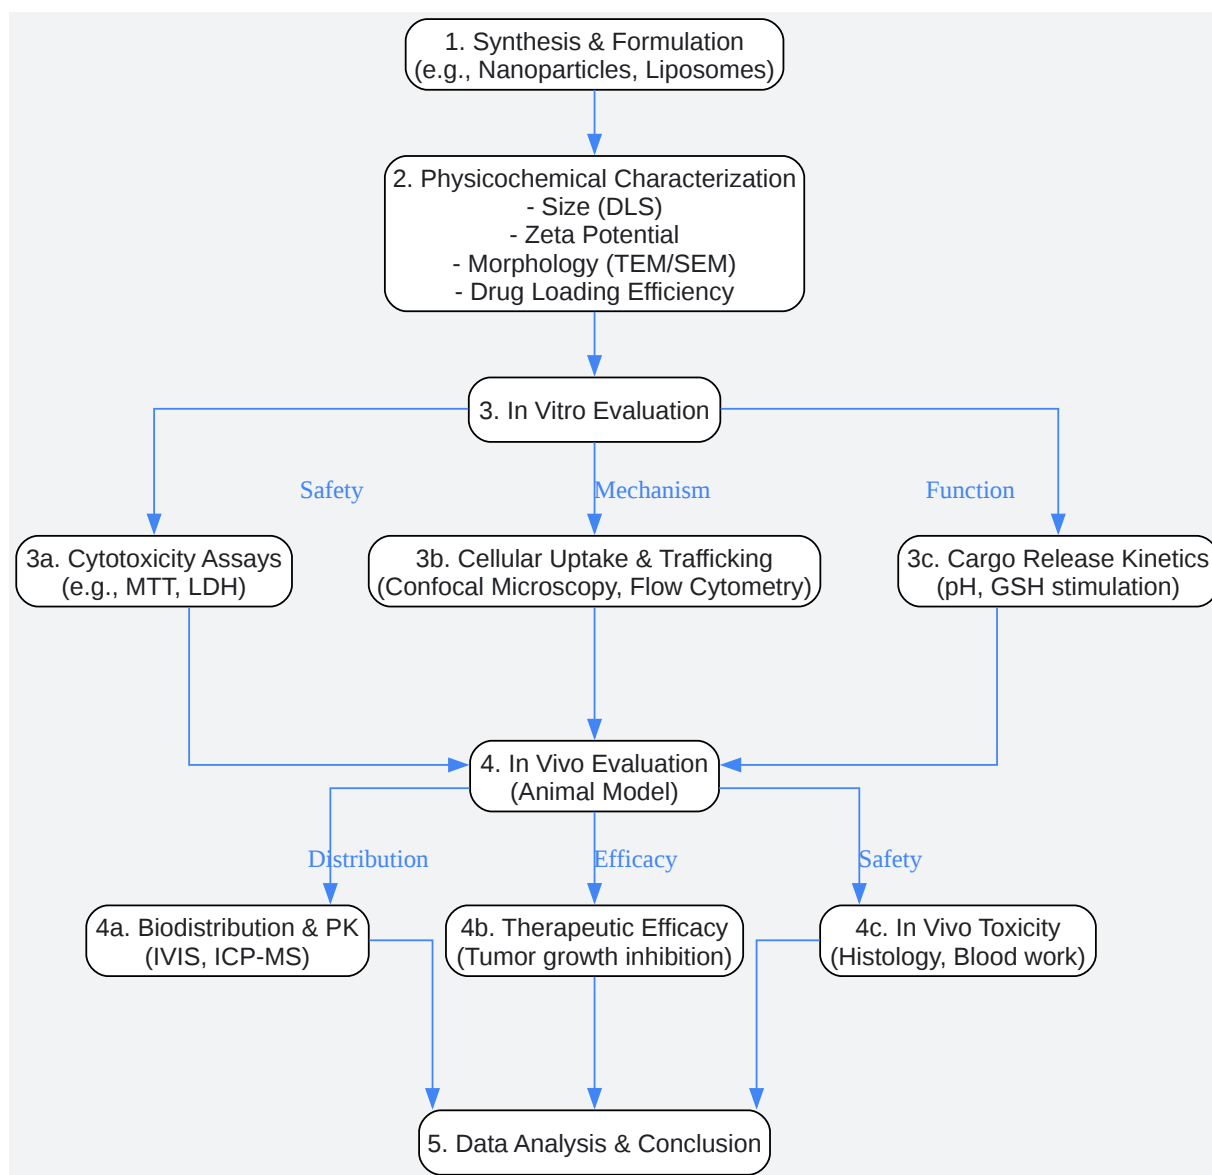 1. Synthesis & Formulation
(e.g., Nanoparticles, Liposomes)
2. Physicochemical Characterization
- Size (DLS)
- Zeta Potential
- Morphology (TEM/SEM)
- Drug Loading Efficiency
3. In Vitro Evaluation
Safety
Mechanism
Function
3a. Cytotoxicity Assays
(e.g., MTT, LDH)
3b. Cellular Uptake & Trafficking
(Confocal Microscopy, Flow Cytometry)
3c. Cargo Release Kinetics
(pH, GSH stimulation)
4. In Vivo Evaluation
(Animal Model)
Distribution
Efficacy
Safety
4a. Biodistribution & PK
(IVIS, ICP-MS)
4b. Therapeutic Efficacy
(Tumor growth inhibition)
4c. In Vivo Toxicity
(Histology, Blood work)
5. Data Analysis & Conclusion